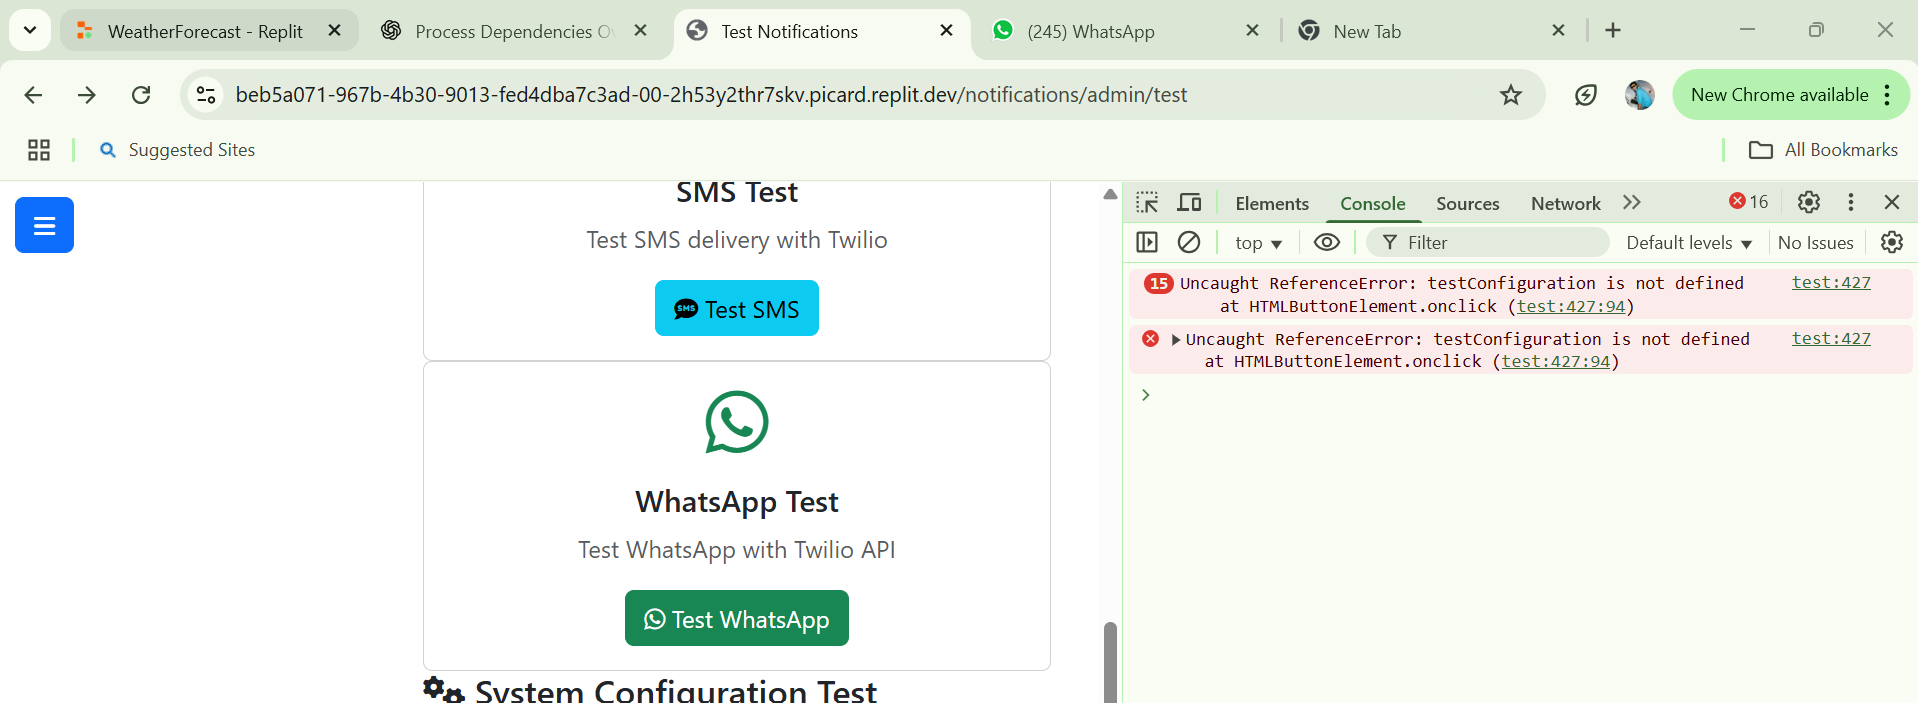 WeatherForecast - Replit
Process Dependencies Ov
Test Notifications
(245) WhatsApp
New Tab
beb5a071-967b-4b30-9013-fed4dba7c3ad-00-2h53y2thr7skv.picard.replit.dev/notifications/admin/test
New Chrome available
Suggested Sites
All Bookmarks
SMS Test
Test SMS delivery with Twilio
SMS Test SMS
WhatsApp Test
Test WhatsApp with Twilio API
Test WhatsApp
System Configuration Test
Elements Console Sources Network 16
top Filter Default levels No Issues
15 Uncaught ReferenceError: testConfiguration is not defined test:427
at HTMLButtonElement.onclick (test:427:94)
Uncaught ReferenceError: testConfiguration is not defined test:427
at HTMLButtonElement.onclick (test:427:94)